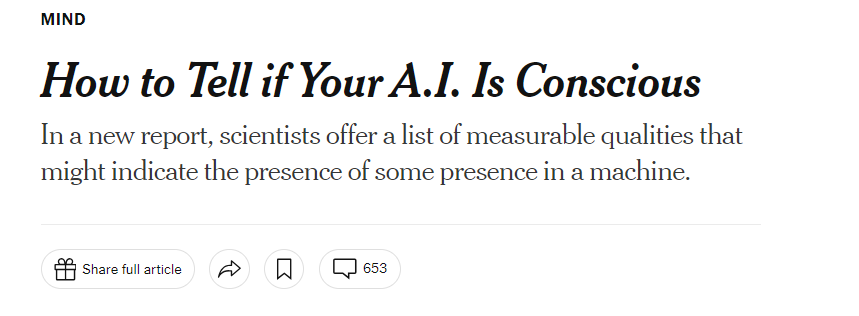 MIND
How to Tell if Your A.I. Is Conscious
In a new report, scientists offer a list of measurable qualities that
might indicate the presence of some presence in a machine.
Share full article 653